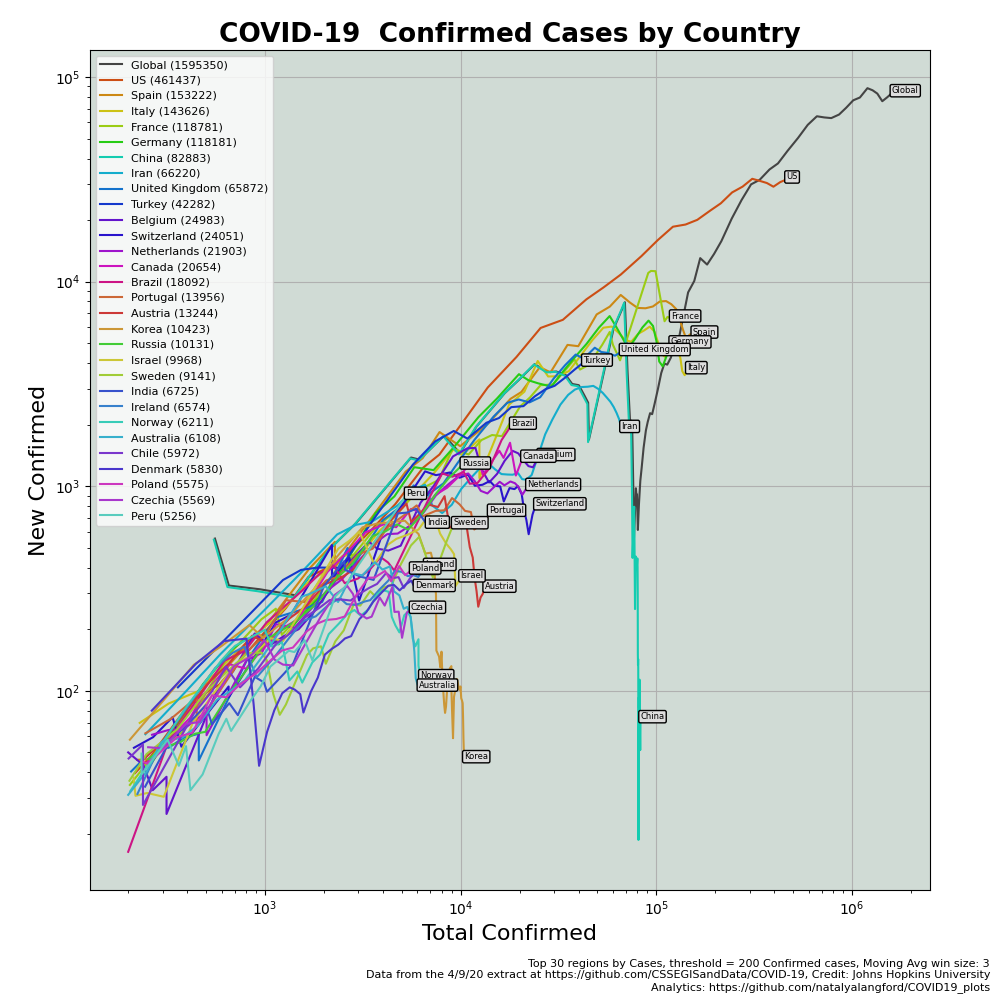 COVID-19  Confirmed Cases by Country
Global (1595350)
US (461437)
Spain (153222)
Italy (143626)
France (118781)
Germany (118181)
China (82883)
Iran (66220)
United Kingdom (65872)
Turkey (42282)
Belgium (24983)
Switzerland (24051)
Netherlands (21903)
Canada (20654)
Brazil (18092)
Portugal (13956)
Austria (13244)
Korea (10423)
Russia (10131)
Israel (9968)
Sweden (9141)
India (6725)
Ireland (6574)
Norway (6211)
Australia (6108)
Chile (5972)
Denmark (5830)
Poland (5575)
Czechia (5569)
Peru (5256)
10^5
10^4
10^3
10^2
New Confirmed
Global
US
France
Spain
Germany
United Kingdom
Turkey
Italy
Brazil
Iran
Canada
Russia
Netherlands
Peru
Switzerland
Portugal
India
Sweden
Poland
Israel
Denmark
Austria
Czechia
Norway
Australia
China
Korea
10^3
10^4
10^5
10^6
Total Confirmed
Top 30 regions by Cases, threshold = 200 Confirmed cases, Moving Avg win size: 3
Data from the 4/9/20 extract at https://github.com/CSSEGISandData/COVID-19, Credit: Johns Hopkins University
Analytics: https://github.com/natalyalangford/COVID19_plots